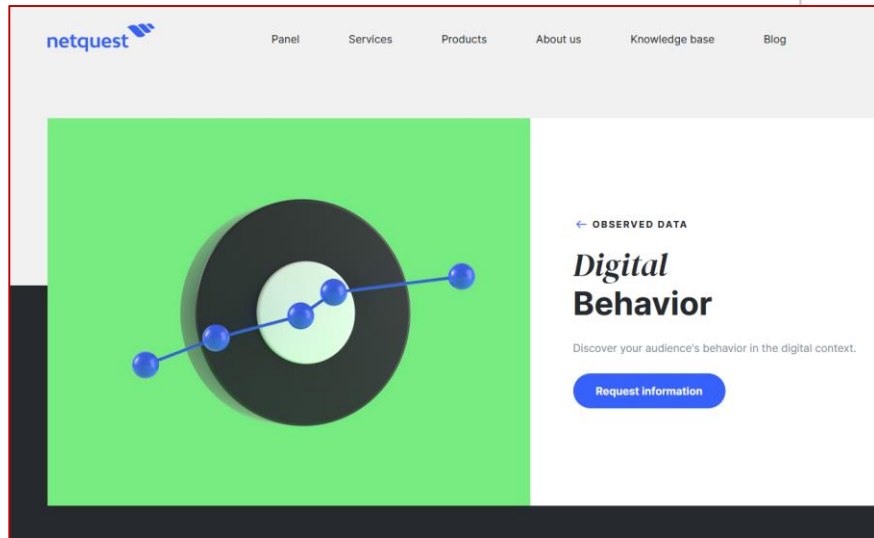 netquest
Panel Services Products About us Knowledge base Blog
← OBSERVED DATA
Digital
Behavior
Discover your audience's behavior in the digital context.
Request information